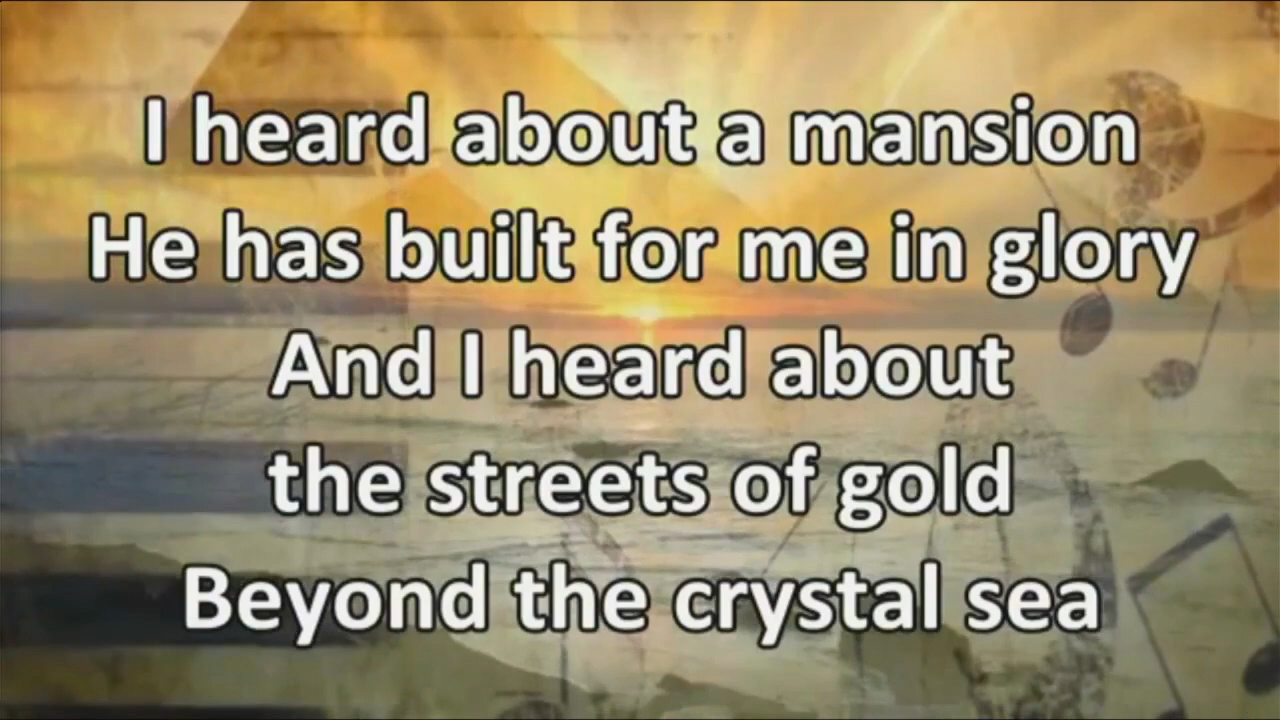 I heard about a mansion
He has built for me in glory
And I heard about
the streets of gold
Beyond the crystal sea